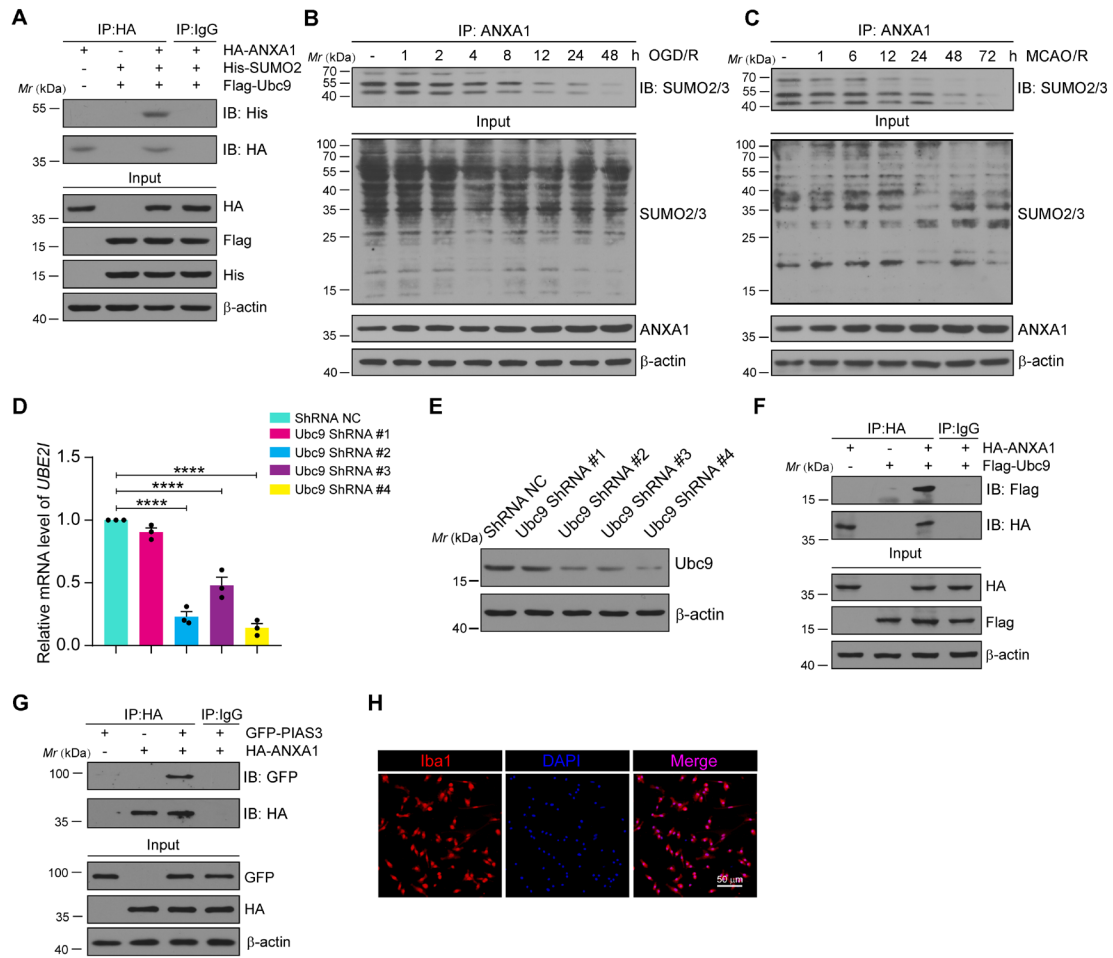 A
IP:HA IP:IgG
+ - + + HA-ANXA1
- + + + His-SUMO2
- + + + Flag-Ubc9
Mr (kDa)
55
IB: His
IB: HA
35
Input
HA
35
Flag
15
His
15
β-actin
40
B
IP: ANXA1
- 1 2 4 8 12 24 48 h OGD/R
Mr (kDa)
70
55
40
IB: SUMO2/3
Input
100
70
55
40
35
25
15
SUMO2/3
ANXA1
35
β-actin
40
C
IP: ANXA1
- 1 6 12 24 48 72 h MCAO/R
Mr (kDa)
70
55
40
IB: SUMO2/3
Input
100
70
55
40
35
25
15
SUMO2/3
ANXA1
35
β-actin
40
D
ShRNA NC
Ubc9 ShRNA #1
Ubc9 ShRNA #2
Ubc9 ShRNA #3
Ubc9 ShRNA #4
Relative mRNA level of UBE2I
1.5
1.0
0.5
0.0
****
****
****
E
ShRNA NC
Ubc9 ShRNA #1
Ubc9 ShRNA #2
Ubc9 ShRNA #3
Ubc9 ShRNA #4
Mr (kDa)
Ubc9
15
β-actin
40
F
IP:HA IP:IgG
+ - + + HA-ANXA1
- + + + Flag-Ubc9
Mr (kDa)
IB: Flag
15
IB: HA
35
Input
HA
35
Flag
15
β-actin
40
G
IP:HA IP:IgG
+ - + + GFP-PIAS3
- + + + HA-ANXA1
Mr (kDa)
100
IB: GFP
IB: HA
35
Input
100
GFP
HA
35
β-actin
40
H
Iba1 DAPI Merge
50 μm